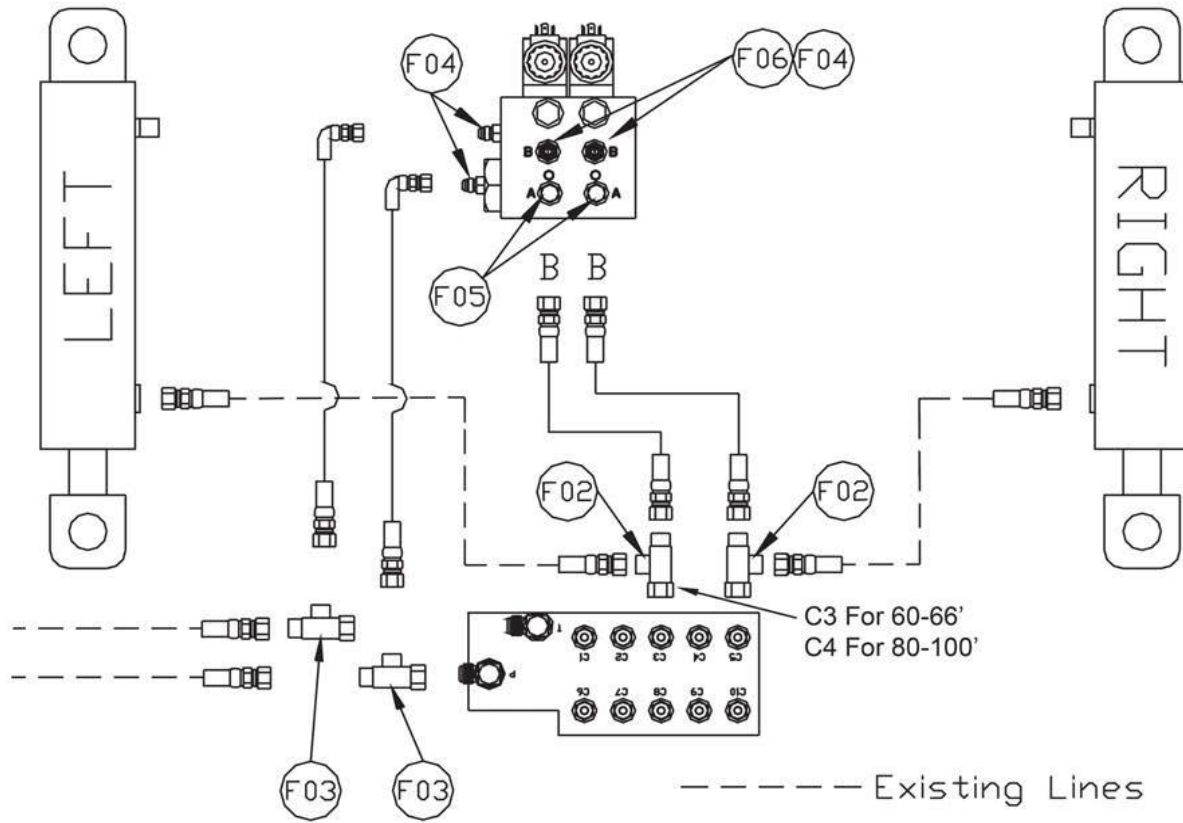 F04
F06
F04
B
B
A
A
LEFT
RIGHT
F05
B
B
F02
F02
C3 For 60-66'
C4 For 80-100'
T
C1
C2
C3
C4
C5
P
C6
C7
C8
C9
C10
F03
F03
Existing Lines